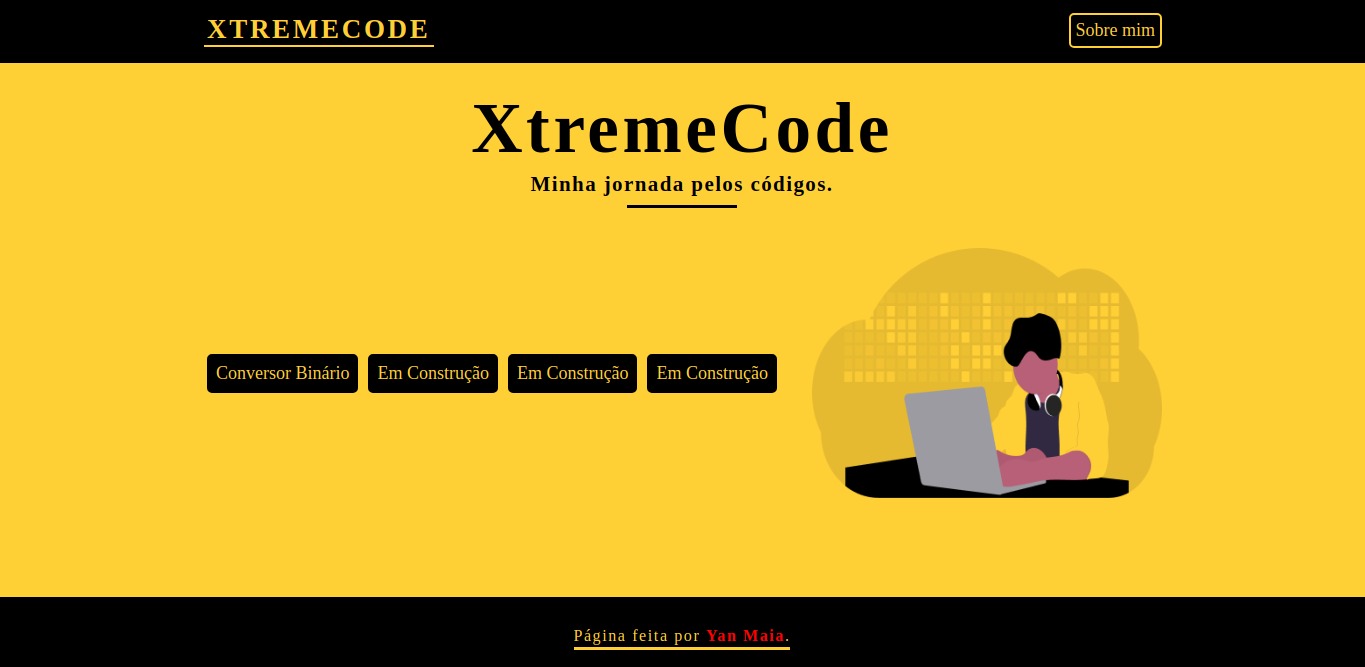 XTREMECODE
Sobre mim
XtremeCode
Minha jornada pelos códigos.
Conversor Binário
Em Construção
Em Construção
Em Construção
Página feita por Yan Maia.